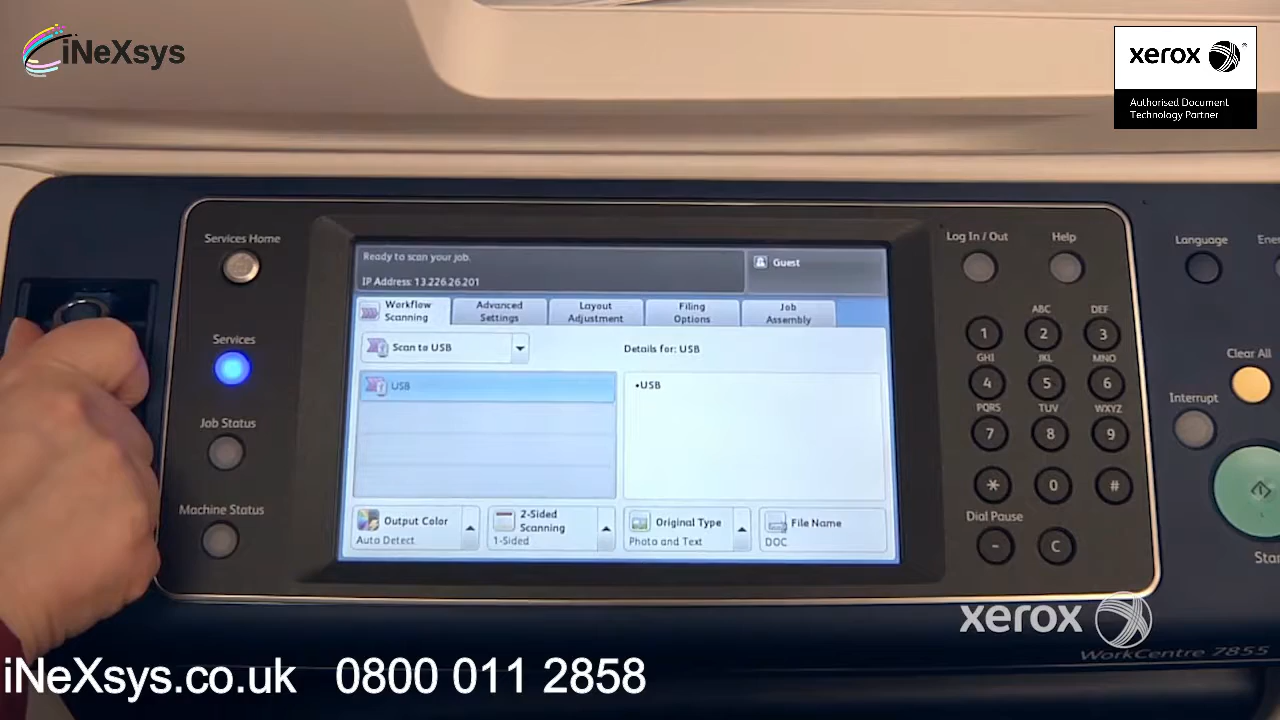 iNeXsys
xerox
Authorised Document
Technology Partner
Services Home
Services
Job Status
Machine Status
Ready to scan your job.
IP Address: 13.226.26.201
Guest
Workflow
Scanning
Advanced
Settings
Layout
Adjustment
Filing
Options
Job
Assembly
Scan to USB
Details for: USB
USB
•USB
Output Color
Auto Detect
2-Sided
Scanning
1-Sided
Original Type
Photo and Text
File Name
DOC
Log In / Out
Help
Language
ABC
DEF
1
2
3
GHI
JKL
MNO
4
5
6
PQRS
TUV
WXYZ
7
8
9
*
0
#
Dial Pause
-
C
Clear All
Interrupt
xerox
WorkCentre 7855
iNeXsys.co.uk 0800 011 2858